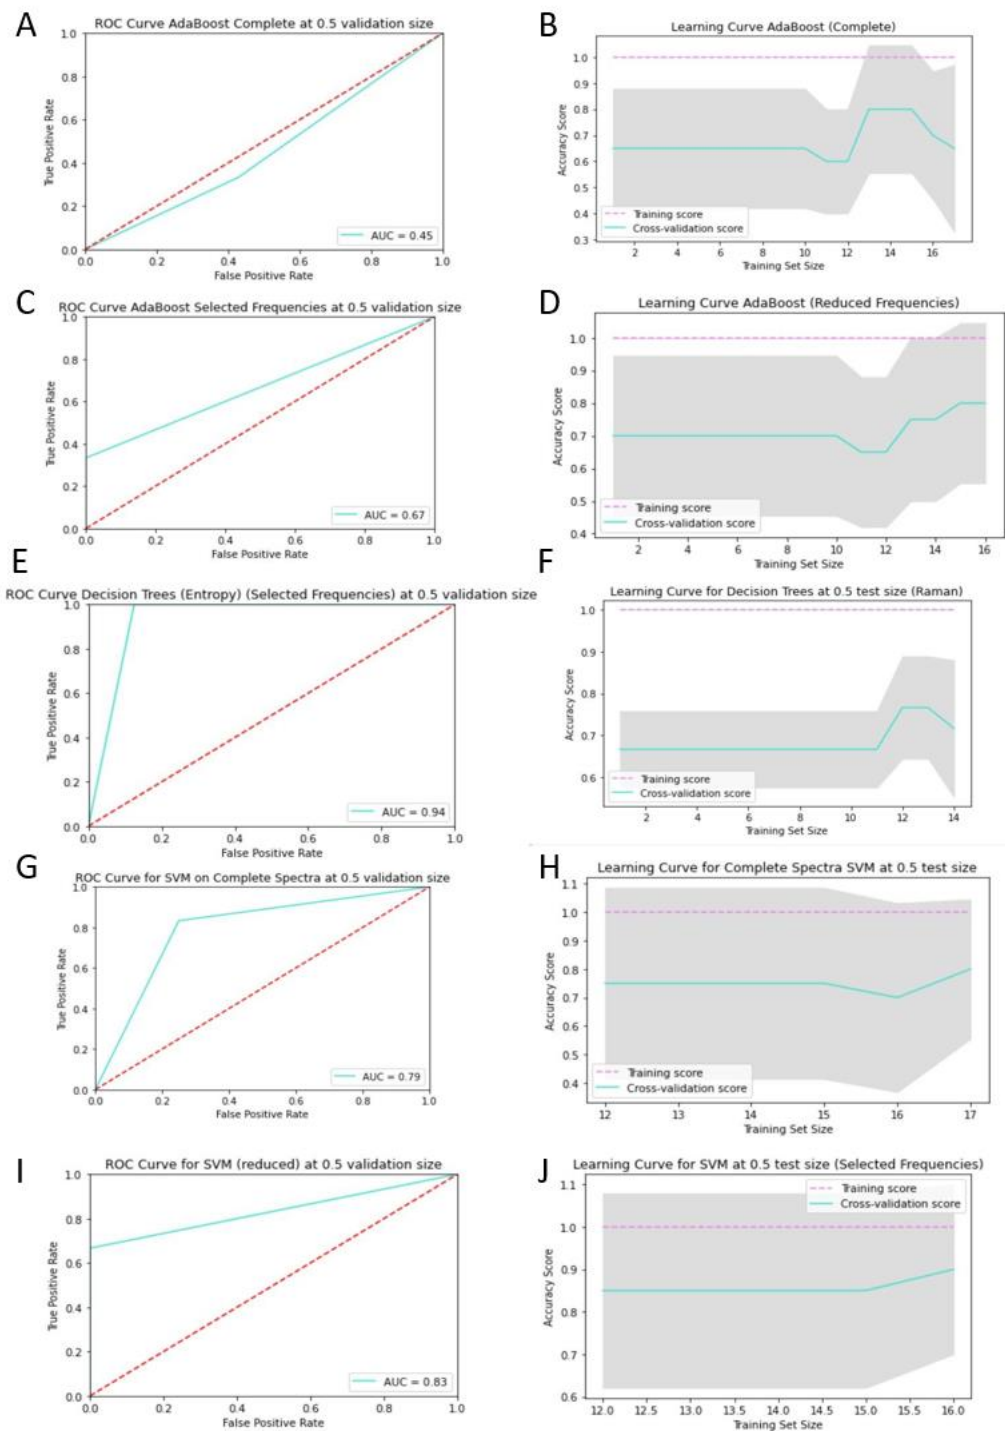 A
ROC Curve AdaBoost Complete at 0.5 validation size
1.0
0.8
0.6
0.4
0.2
0.0
True Positive Rate
AUC = 0.45
0.0 0.2 0.4 0.6 0.8 1.0
False Positive Rate
B
Learning Curve AdaBoost (Complete)
1.0
0.9
0.8
0.7
0.6
0.5
0.4
0.3
Accuracy Score
Training score
Cross-validation score
2 4 6 8 10 12 14 16
Training Set Size
C
ROC Curve AdaBoost Selected Frequencies at 0.5 validation size
1.0
0.8
0.6
0.4
0.2
0.0
True Positive Rate
AUC = 0.67
0.0 0.2 0.4 0.6 0.8 1.0
False Positive Rate
D
Learning Curve AdaBoost (Reduced Frequencies)
1.0
0.9
0.8
0.7
0.6
0.5
0.4
Accuracy Score
Training score
Cross-validation score
2 4 6 8 10 12 14 16
Training Set Size
E
ROC Curve Decision Trees (Entropy) (Selected Frequencies) at 0.5 validation size
1.0
0.8
0.6
0.4
0.2
0.0
True Positive Rate
AUC = 0.94
0.0 0.2 0.4 0.6 0.8 1.0
False Positive Rate
F
Learning Curve for Decision Trees at 0.5 test size (Raman)
1.0
0.9
0.8
0.7
0.6
Accuracy Score
Training score
Cross-validation score
2 4 6 8 10 12 14
Training Set Size
G
ROC Curve for SVM on Complete Spectra at 0.5 validation size
1.0
0.8
0.6
0.4
0.2
0.0
True Positive Rate
AUC = 0.79
0.0 0.2 0.4 0.6 0.8 1.0
False Positive Rate
H
Learning Curve for Complete Spectra SVM at 0.5 test size
1.1
1.0
0.9
0.8
0.7
0.6
0.5
0.4
Accuracy Score
Training score
Cross-validation score
12 13 14 15 16 17
Training Set Size
I
ROC Curve for SVM (reduced) at 0.5 validation size
1.0
0.8
0.6
0.4
0.2
0.0
True Positive Rate
AUC = 0.83
0.0 0.2 0.4 0.6 0.8 1.0
False Positive Rate
J
Learning Curve for SVM at 0.5 test size (Selected Frequencies)
1.1
1.0
0.9
0.8
0.7
0.6
Accuracy Score
Training score
Cross-validation score
12.0 12.5 13.0 13.5 14.0 14.5 15.0 15.5 16.0
Training Set Size